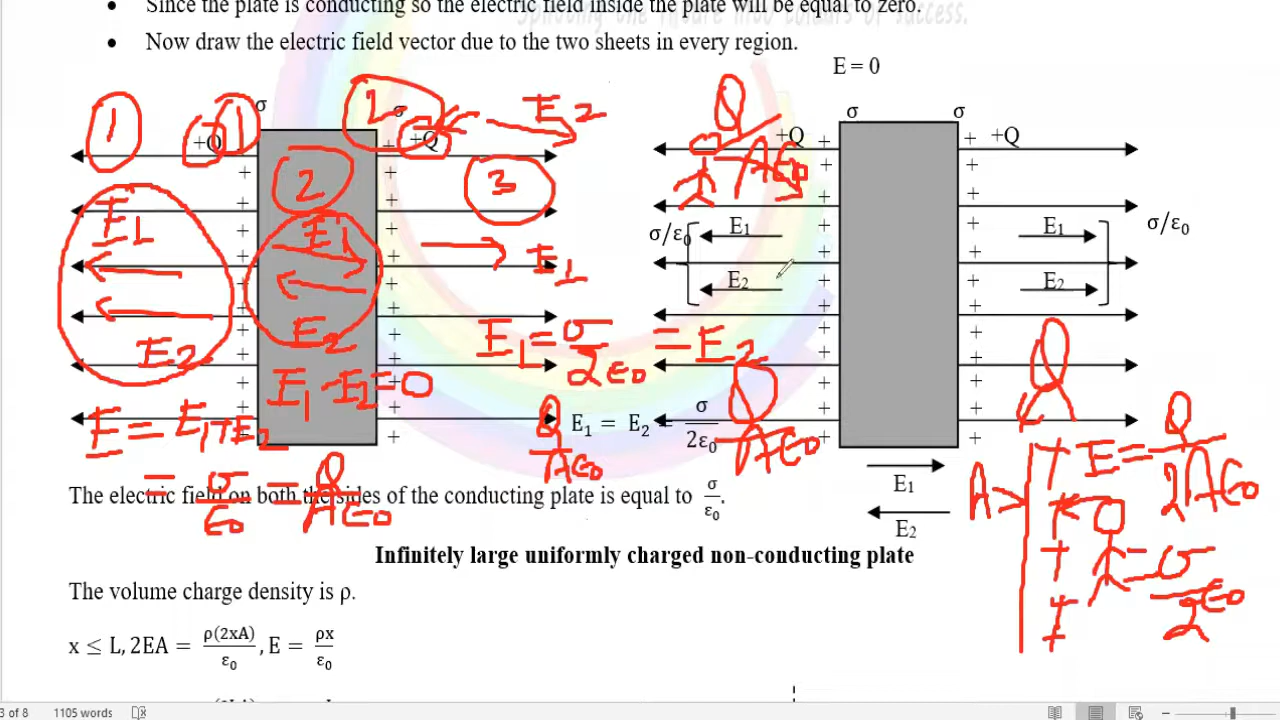 Since the plate is conducting so the electric field inside the plate will be equal to zero.
Now draw the electric field vector due to the two sheets in every region.
E = 0
σ
σ
σ
σ
1
1
2
E2
Q
AE0
+Q
+Q
+Q
+Q
2
3
E1
E1
E1
E2
E2
E1
σ/ε₀
E₁
E₂
E₁
E₂
σ/ε₀
E1 = σ/2ε0 = E2
E1 - E2 = 0
E = E1+E2
= σ/ε0 = Q/Aε0
Q/Aε0
E₁ = E₂ = σ/2ε₀
Q/Aε0
E₁
E₂
Q
A
E = Q/2Aε0
= σ/2ε0
The electric field on both the sides of the conducting plate is equal to σ/ε₀.
Infinitely large uniformly charged non-conducting plate
The volume charge density is ρ.
x ≤ L, 2EA = ρ(2xA)/ε₀, E = ρx/ε₀
3 of 8
1105 words